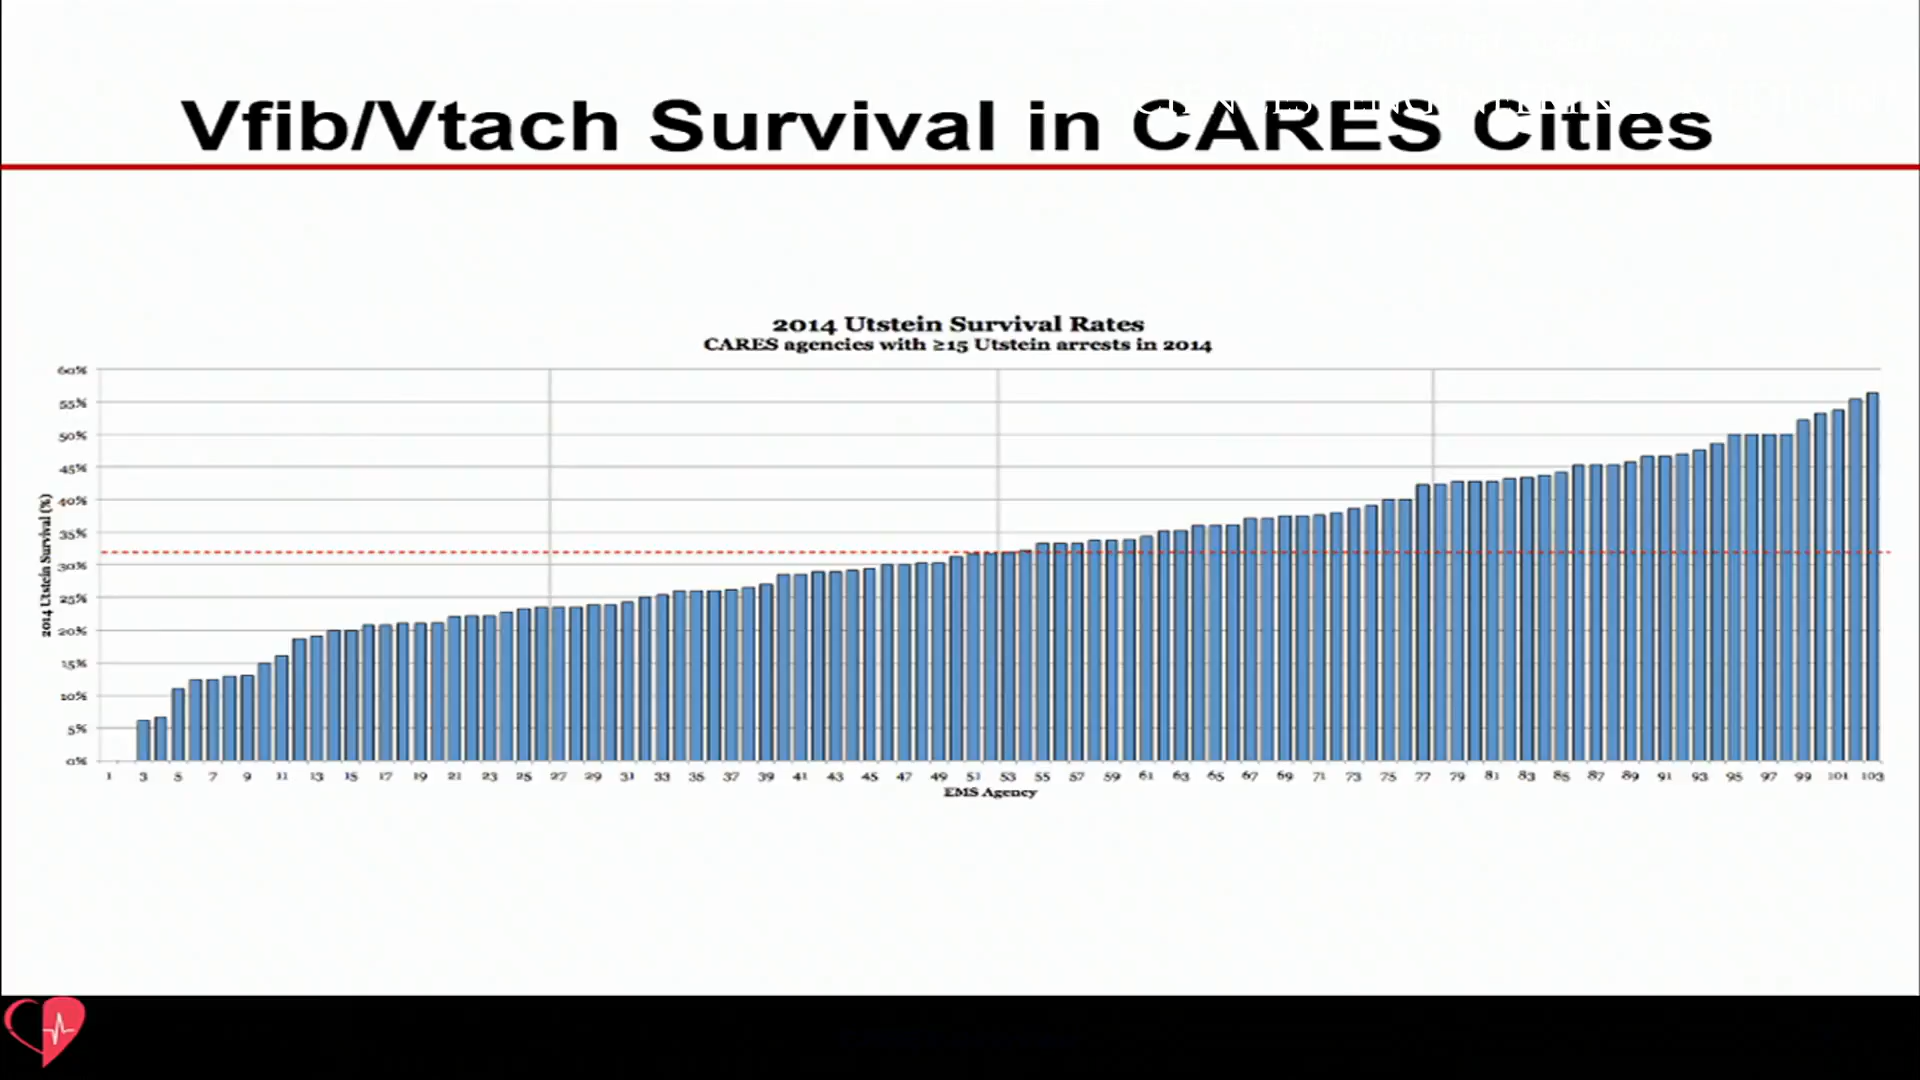 Vfib/Vtach Survival in CARES Cities
2014 Utstein Survival Rates
CARES agencies with ≥15 Utstein arrests in 2014
2014 Utstein Survival (%)
60%
55%
50%
45%
40%
35%
30%
25%
20%
15%
10%
5%
0%
1 3 5 7 9 11 13 15 17 19 21 23 25 27 29 31 33 35 37 39 41 43 45 47 49 51 53 55 57 59 61 63 65 67 69 71 73 75 77 79 81 83 85 87 89 91 93 95 97 99 101 103
EMS Agency